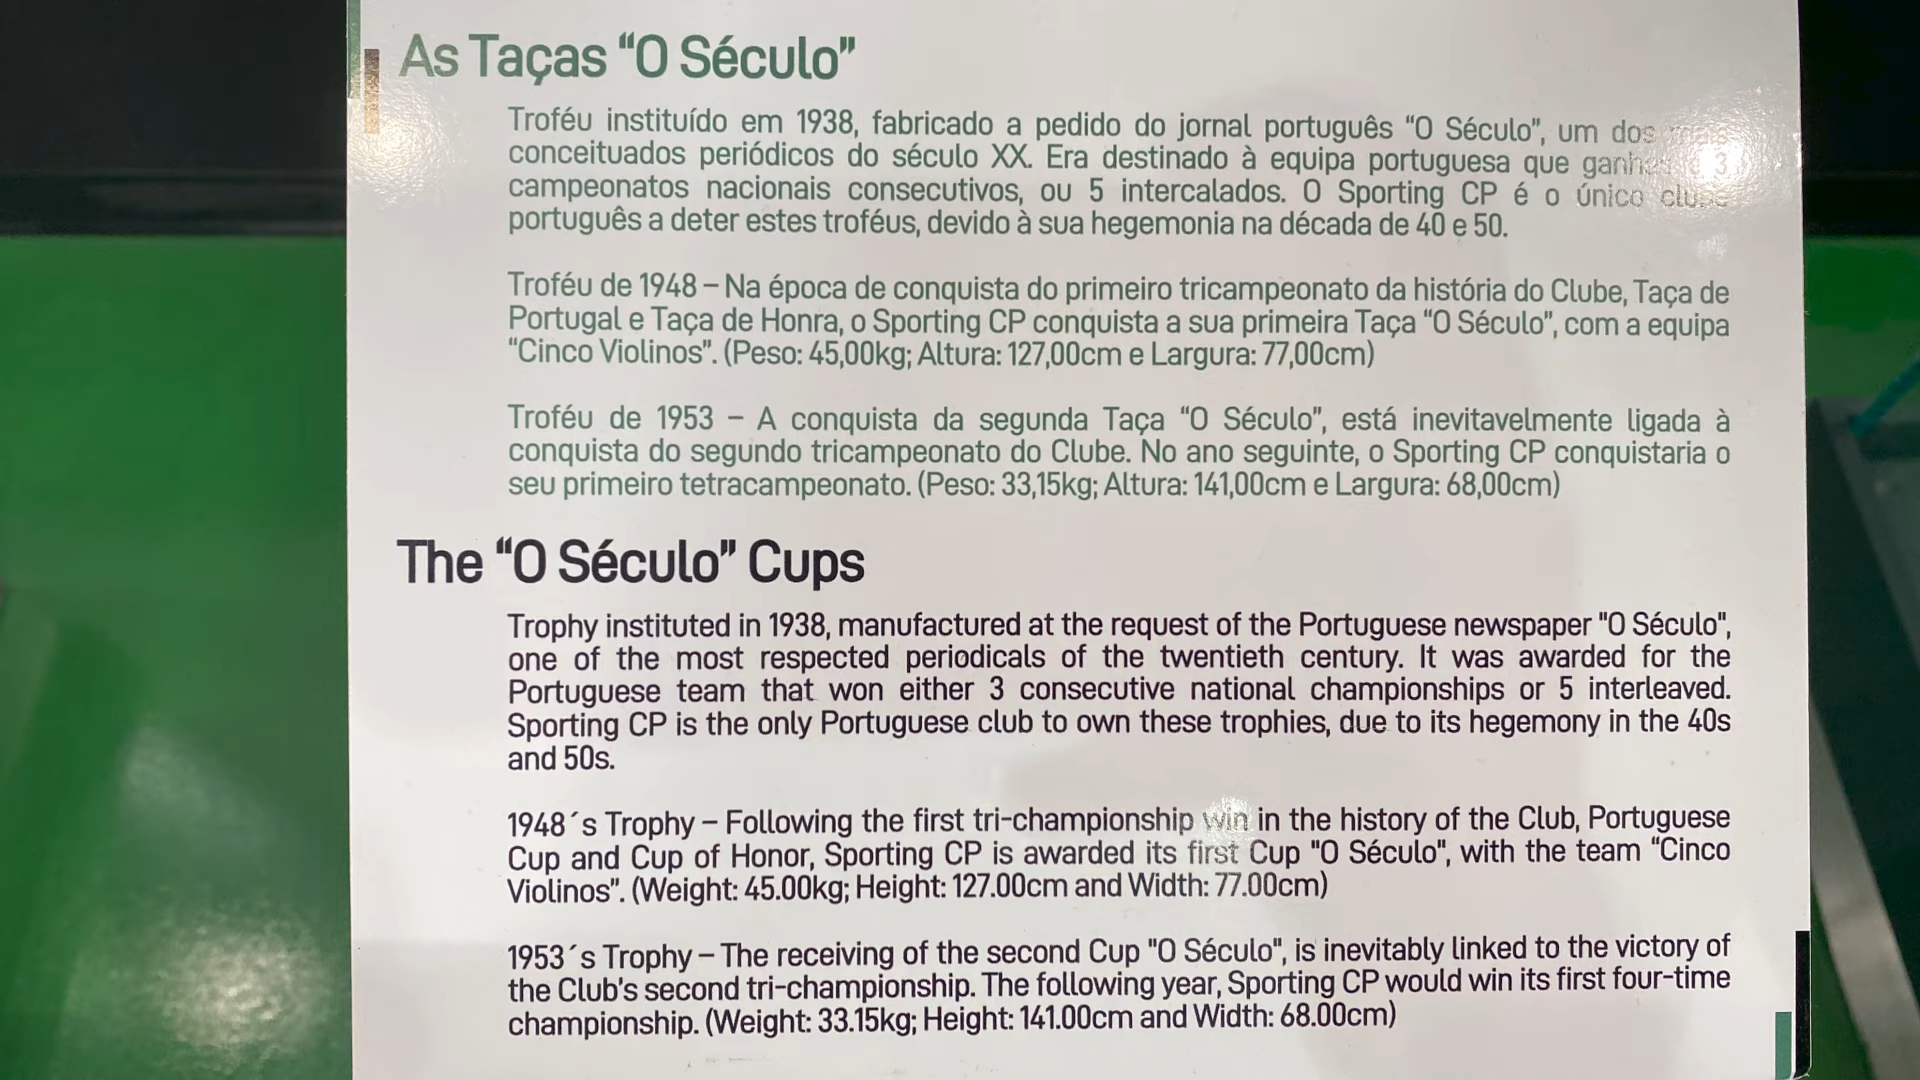 As Taças “O Século”
Troféu instituído em 1938, fabricado a pedido do jornal português “O Século”, um dos mais
conceituados periódicos do século XX. Era destinado à equipa portuguesa que 3
campeonatos nacionais consecutivos, ou 5 intercalados. O Sporting CP é o único clube
português a deter estes troféus, devido à sua hegemonia na década de 40 e 50.
Troféu de 1948 – Na época de conquista do primeiro tricampeonato da história do Clube, Taça de
Portugal e Taça de Honra, o Sporting CP conquista a sua primeira Taça “O Século”, com a equipa
“Cinco Violinos”. (Peso: 45,00kg; Altura: 127,00cm e Largura: 77,00cm)
Troféu de 1953 – A conquista da segunda Taça “O Século”, está inevitavelmente ligada à
conquista do segundo tricampeonato do Clube. No ano seguinte, o Sporting CP conquistaria o
seu primeiro tetracampeonato. (Peso: 33,15kg; Altura: 141,00cm e Largura: 68,00cm)
The “O Século” Cups
Trophy instituted in 1938, manufactured at the request of the Portuguese newspaper "O Século",
one of the most respected periodicals of the twentieth century. It was awarded for the
Portuguese team that won either 3 consecutive national championships or 5 interleaved.
Sporting CP is the only Portuguese club to own these trophies, due to its hegemony in the 40s
and 50s.
1948´s Trophy – Following the first tri-championship win in the history of the Club, Portuguese
Cup and Cup of Honor, Sporting CP is awarded its first Cup "O Século", with the team “Cinco
Violinos”. (Weight: 45.00kg; Height: 127.00cm and Width: 77.00cm)
1953´s Trophy – The receiving of the second Cup "O Século", is inevitably linked to the victory of
the Club's second tri-championship. The following year, Sporting CP would win its first four-time
championship. (Weight: 33.15kg; Height: 141.00cm and Width: 68.00cm)